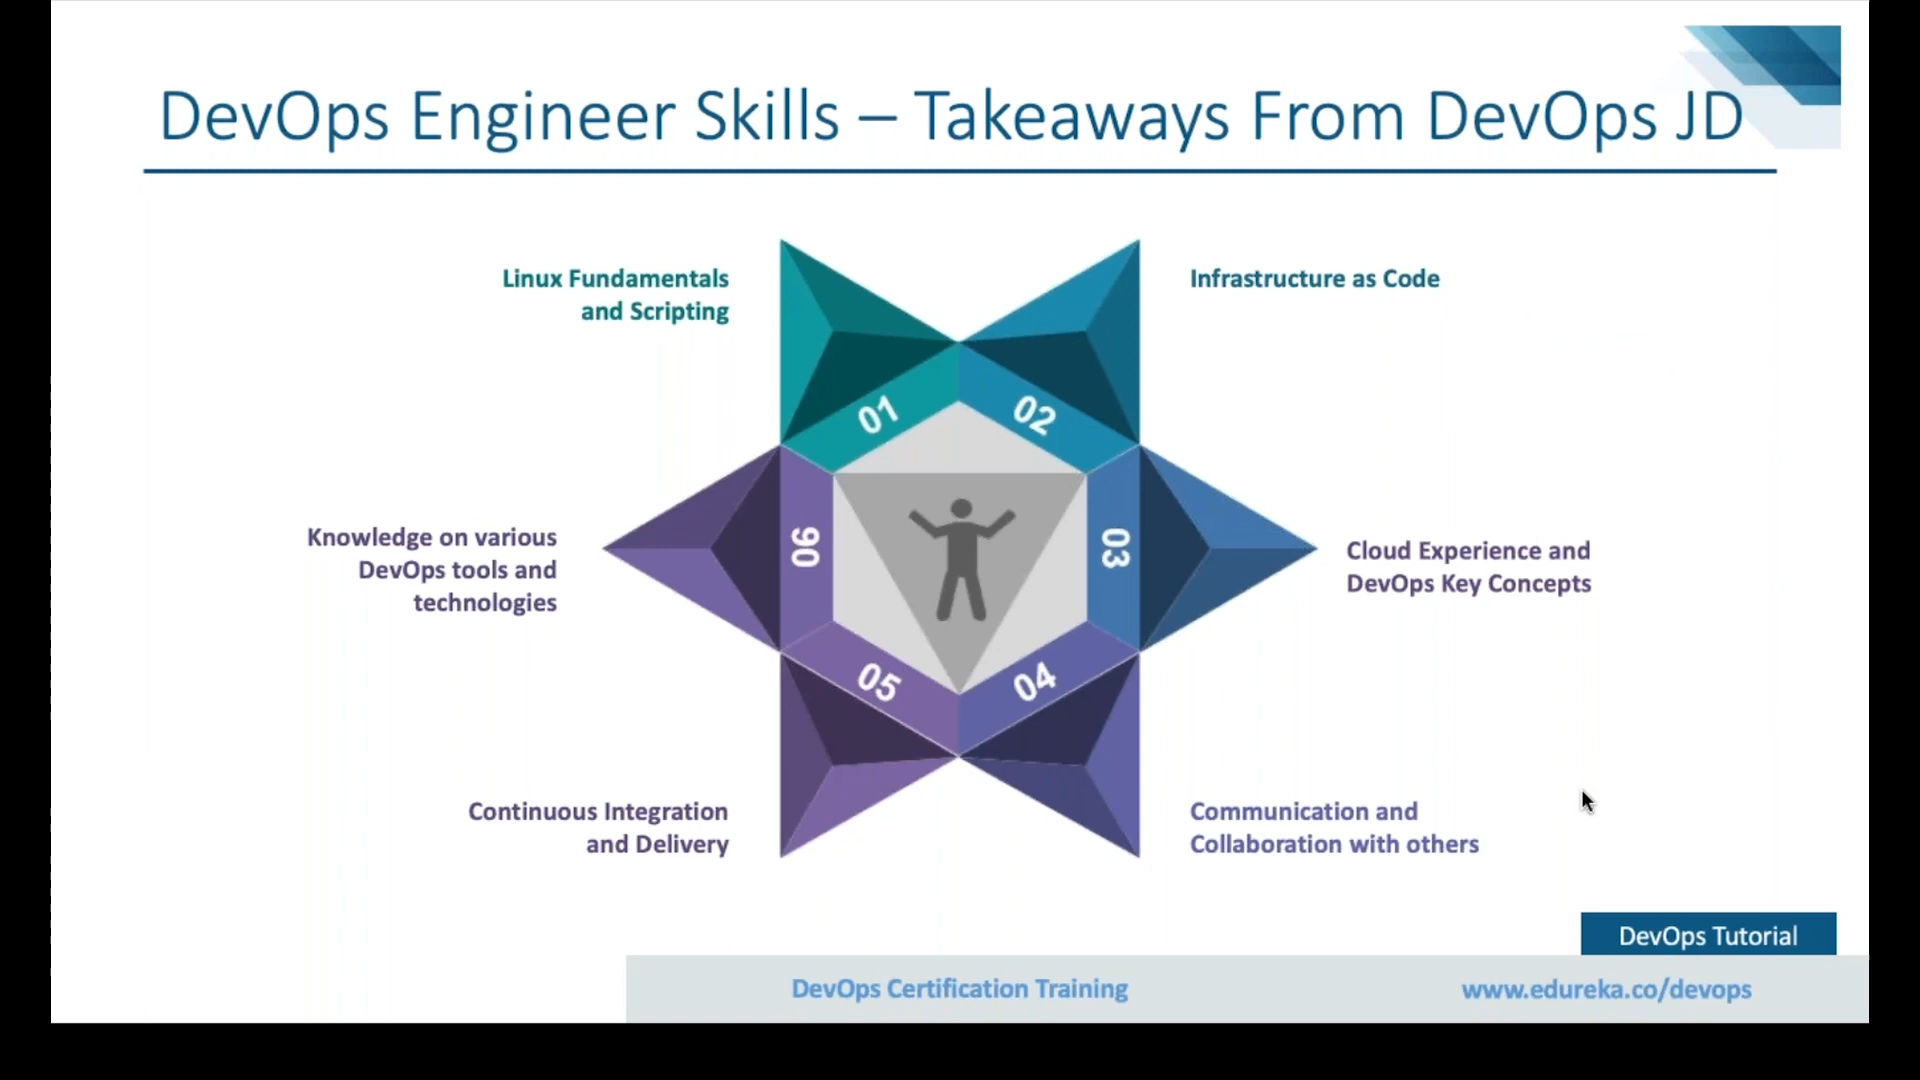 DevOps Engineer Skills – Takeaways From DevOps JD
Linux Fundamentals
and Scripting
Infrastructure as Code
01
02
Knowledge on various
DevOps tools and
technologies
06
03
Cloud Experience and
DevOps Key Concepts
05
04
Continuous Integration
and Delivery
Communication and
Collaboration with others
DevOps Tutorial
DevOps Certification Training
www.edureka.co/devops